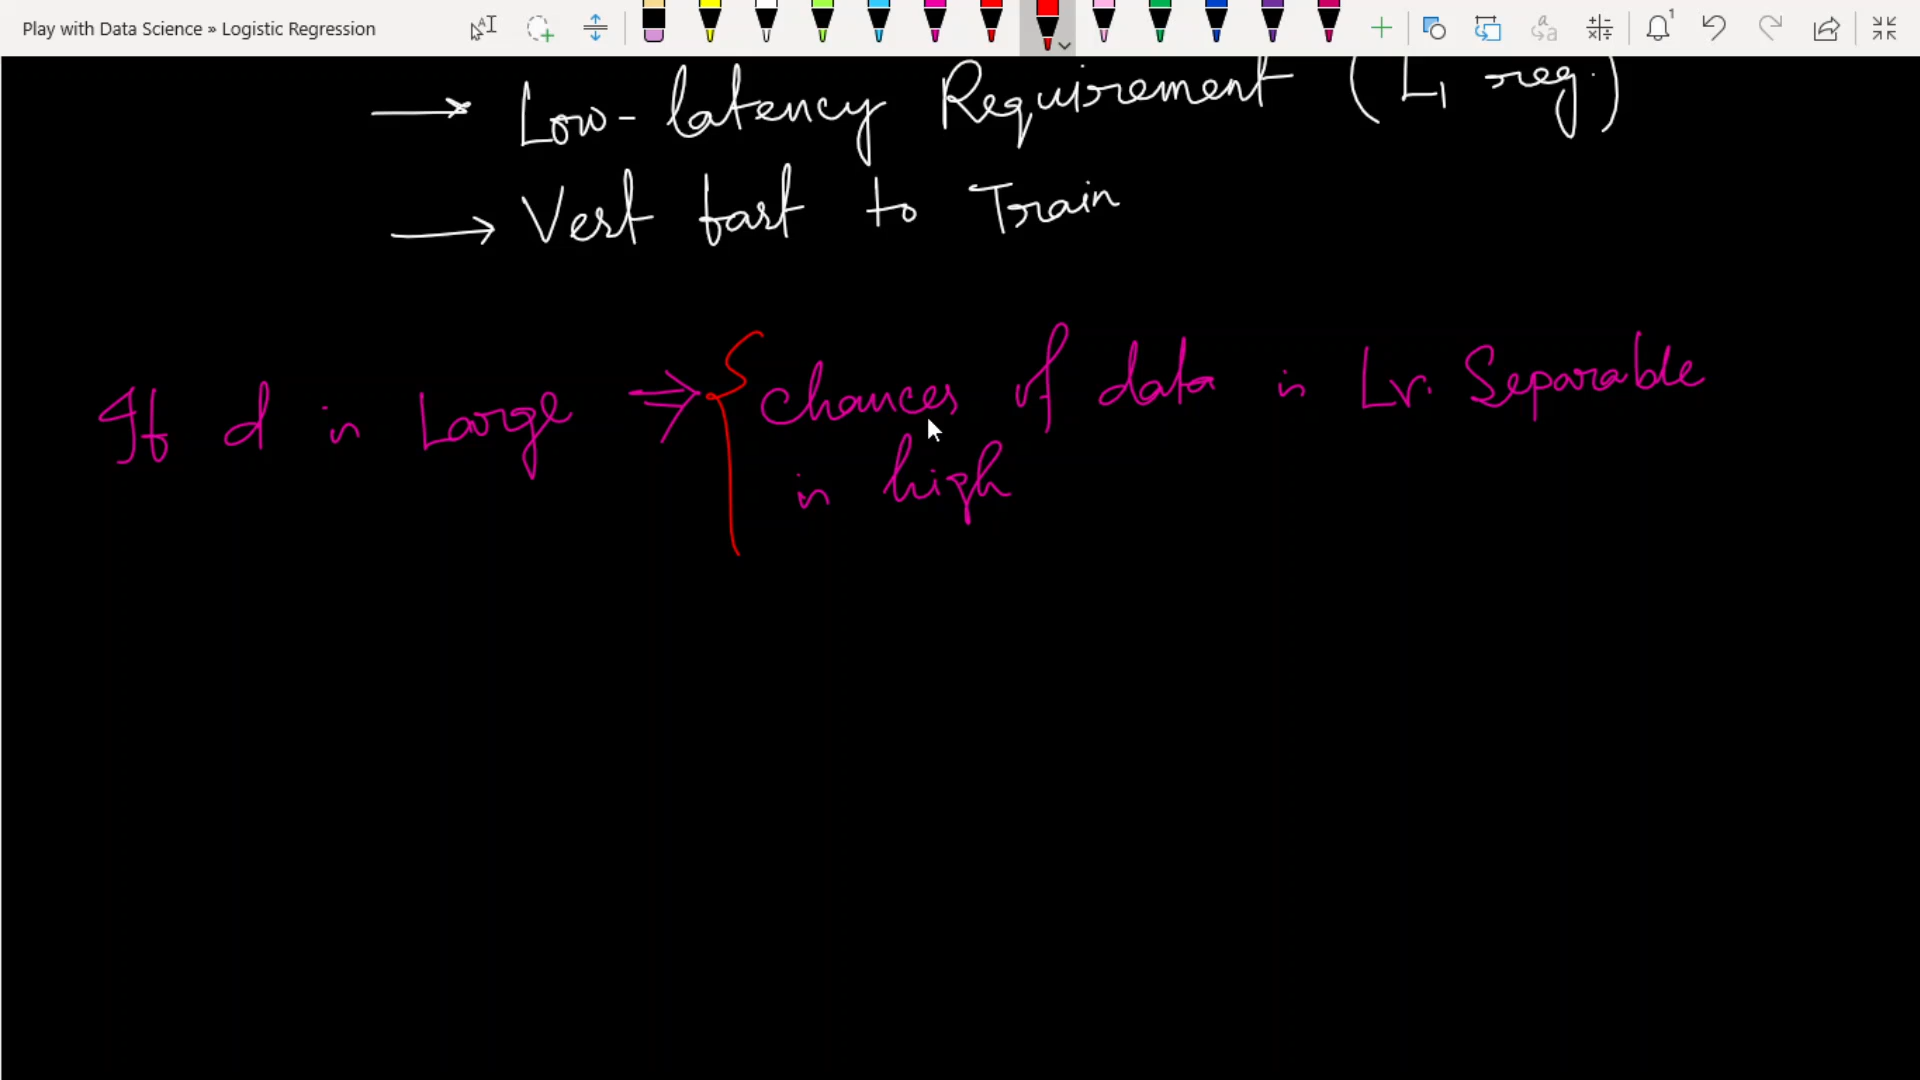 Play with Data Science » Logistic Regression
→ Low-latency Requirement (L1 reg.)
→ Vest fast to Train
If d is Large ⇒ { Chances of data is Lr. Separable
is high